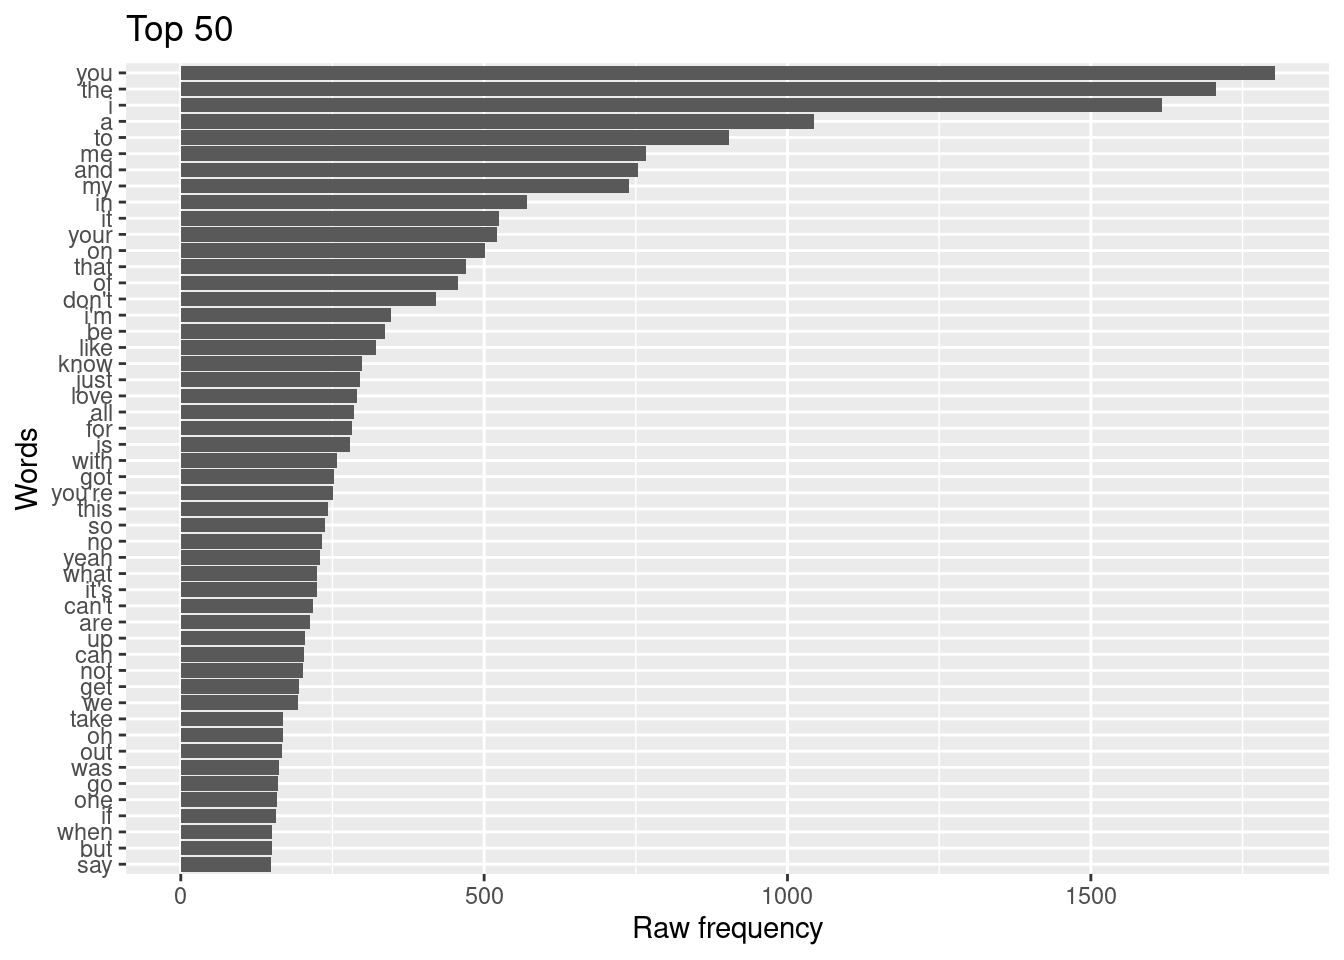 Top 50
you
the
i
a
to
me
and
my
in
it
your
on
that
of
don't
i'm
be
like
know
just
love
all
for
is
with
got
you're
this
so
no
yeah
what
it's
can't
are
up
can
not
get
we
take
oh
out
was
go
one
if
when
but
say
Words
0 500 1000 1500
Raw frequency